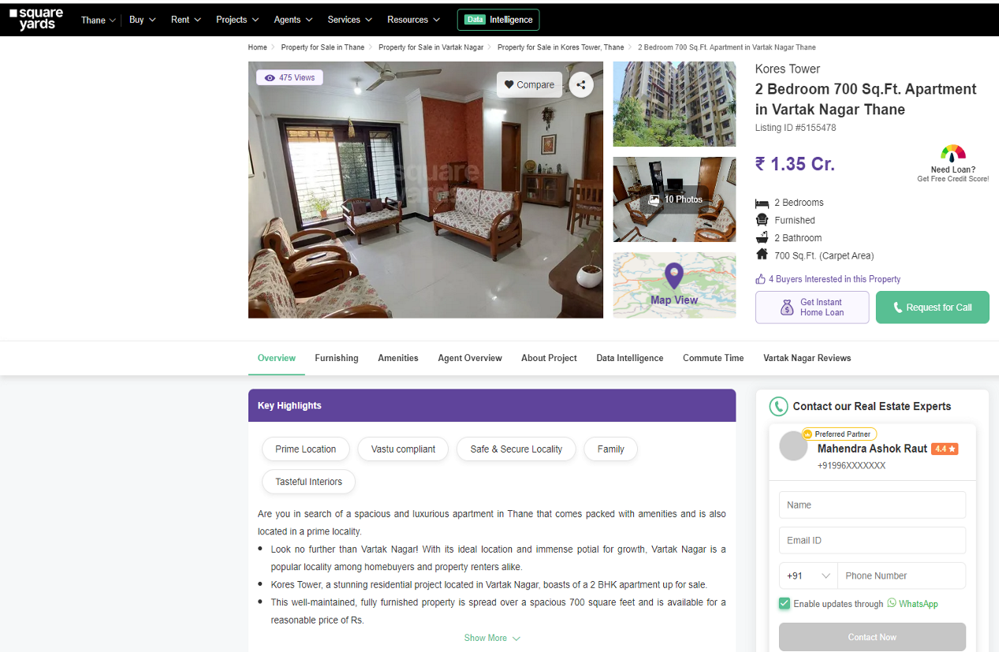 square yards
Thane Buy Rent Projects Agents Services Resources Data Intelligence
Home Property for Sale in Thane Property for Sale in Vartak Nagar Property for Sale in Kores Tower, Thane 2 Bedroom 700 Sq.Ft. Apartment in Vartak Nagar Thane
475 Views
Compare
square yards
10 Photos
Map View
Kores Tower
2 Bedroom 700 Sq.Ft. Apartment
in Vartak Nagar Thane
Listing ID #5155478
₹ 1.35 Cr.
Need Loan?
Get Free Credit Score!
2 Bedrooms
Furnished
2 Bathroom
700 Sq.Ft. (Carpet Area)
4 Buyers Interested in this Property
Get Instant
Home Loan
Request for Call
Overview Furnishing Amenities Agent Overview About Project Data Intelligence Commute Time Vartak Nagar Reviews
Key Highlights
Prime Location Vastu compliant Safe & Secure Locality Family
Tasteful Interiors
Are you in search of a spacious and luxurious apartment in Thane that comes packed with amenities and is also
located in a prime locality.
Look no further than Vartak Nagar! With its ideal location and immense potial for growth, Vartak Nagar is a
popular locality among homebuyers and property renters alike.
Kores Tower, a stunning residential project located in Vartak Nagar, boasts of a 2 BHK apartment up for sale.
This well-maintained, fully furnished property is spread over a spacious 700 square feet and is available for a
reasonable price of Rs.
Show More
Contact our Real Estate Experts
Preferred Partner
Mahendra Ashok Raut 4.4 ★
+91996XXXXXXX
Name
Email ID
+91 Phone Number
Enable updates through WhatsApp
Contact Now